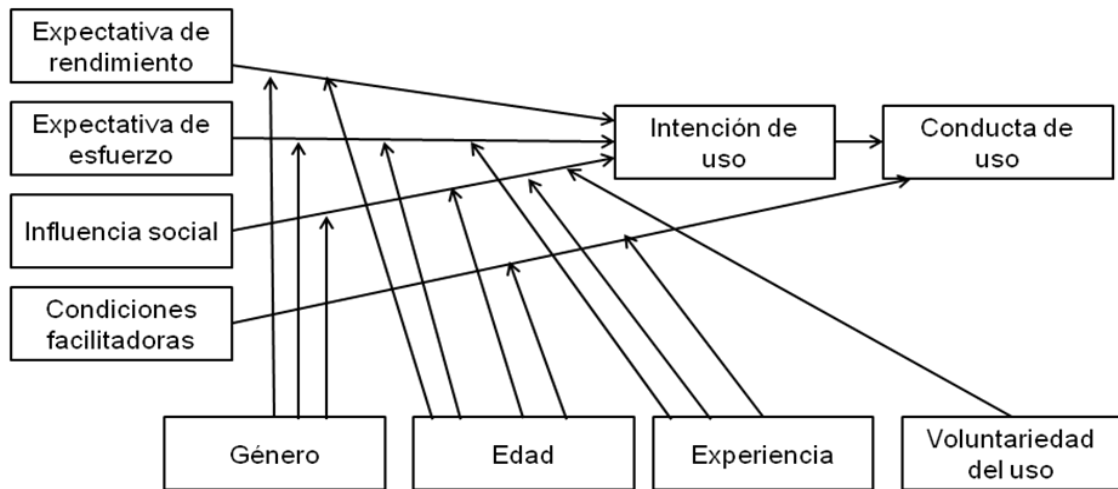 Expectativa de
rendimiento
Expectativa de
esfuerzo
Influencia social
Condiciones
facilitadoras
Intención de
uso
Conducta de
uso
Género
Edad
Experiencia
Voluntariedad
del uso